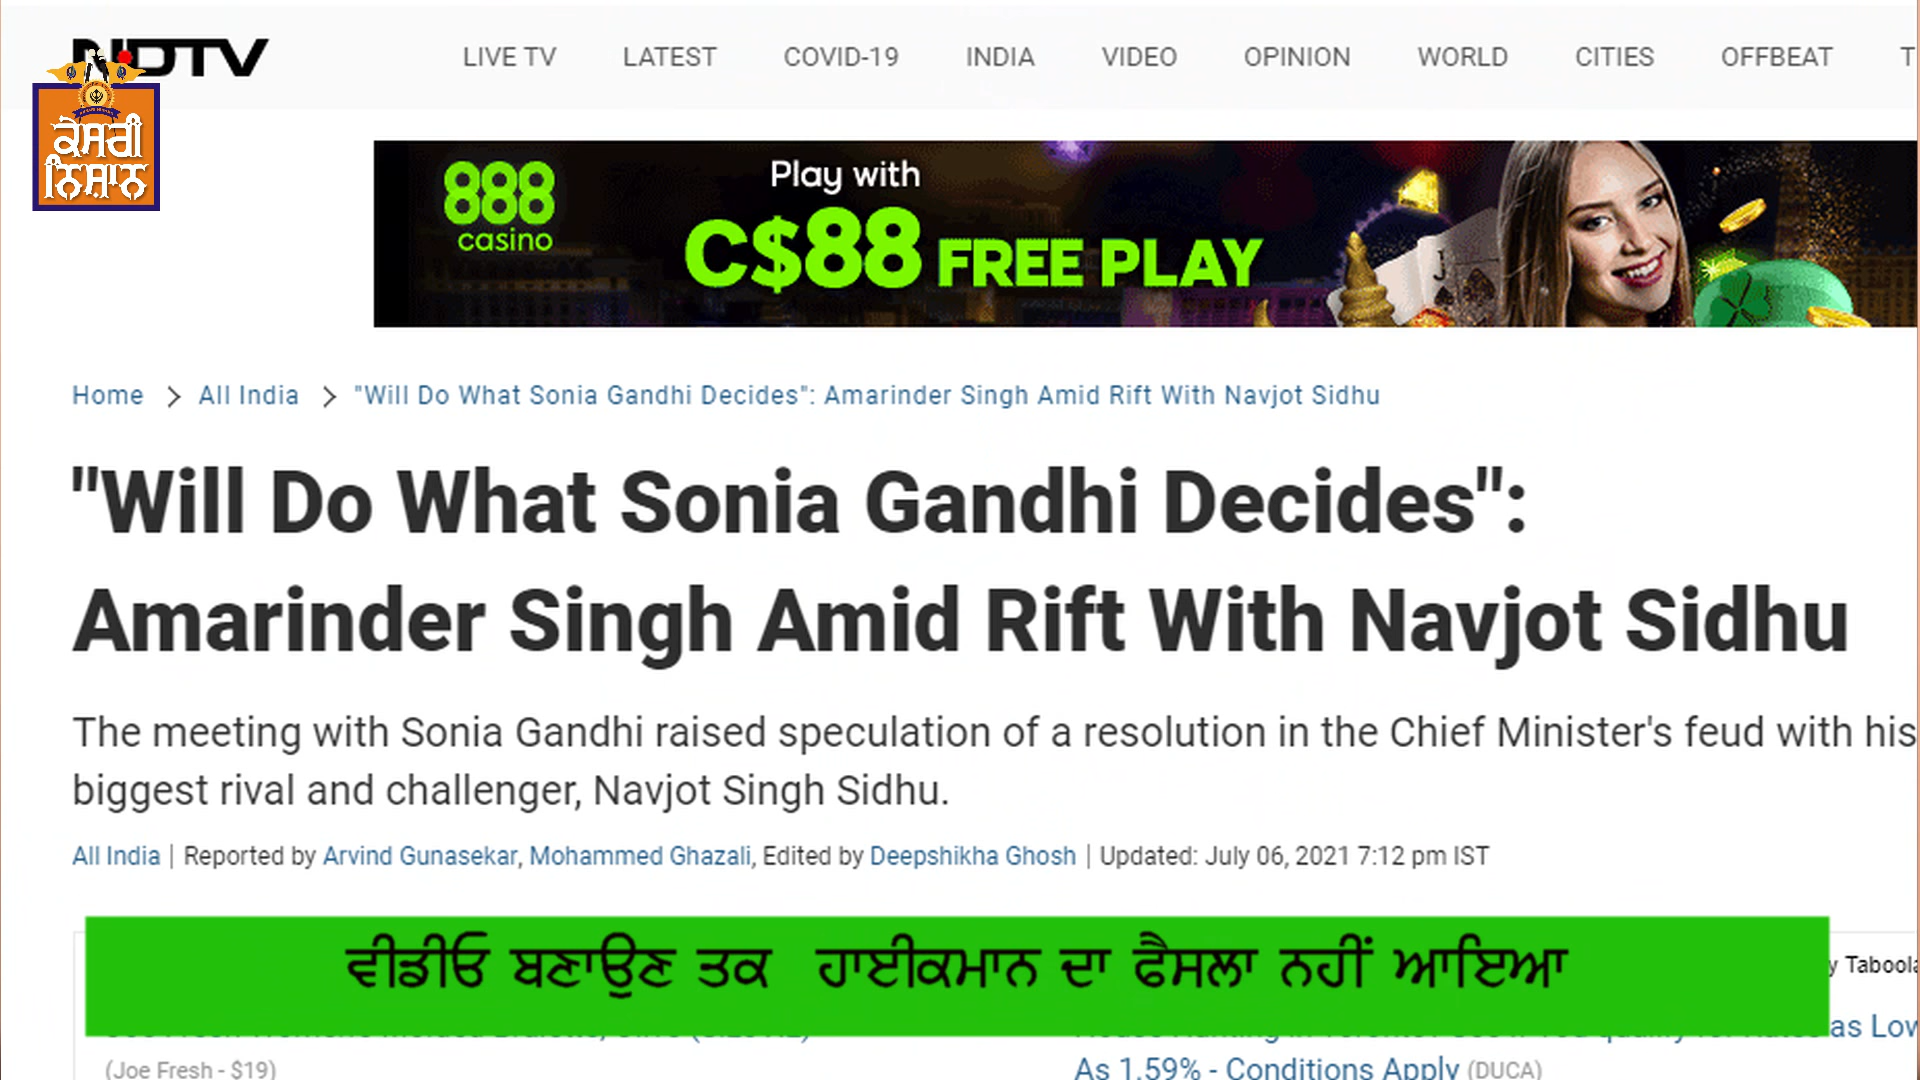 NDTV
LIVE TV LATEST COVID-19 INDIA VIDEO OPINION WORLD CITIES OFFBEAT T
ਕੇਸਰੀ
ਨਿਸ਼ਾਨ
888
casino
Play with
C$88 FREE PLAY
Home > All India > "Will Do What Sonia Gandhi Decides": Amarinder Singh Amid Rift With Navjot Sidhu
"Will Do What Sonia Gandhi Decides":
Amarinder Singh Amid Rift With Navjot Sidhu
The meeting with Sonia Gandhi raised speculation of a resolution in the Chief Minister's feud with his
biggest rival and challenger, Navjot Singh Sidhu.
All India | Reported by Arvind Gunasekar, Mohammed Ghazali, Edited by Deepshikha Ghosh | Updated: July 06, 2021 7:12 pm IST
ਵੀਡੀਓ ਬਣਾਉਣ ਤਕ ਹਾਈਕਮਾਨ ਦਾ ਫੈਸਲਾ ਨਹੀਂ ਆਇਆ
y Taboola
as Low
(Joe Fresh - $19)
As 1.59% - Conditions Apply (DUCA)